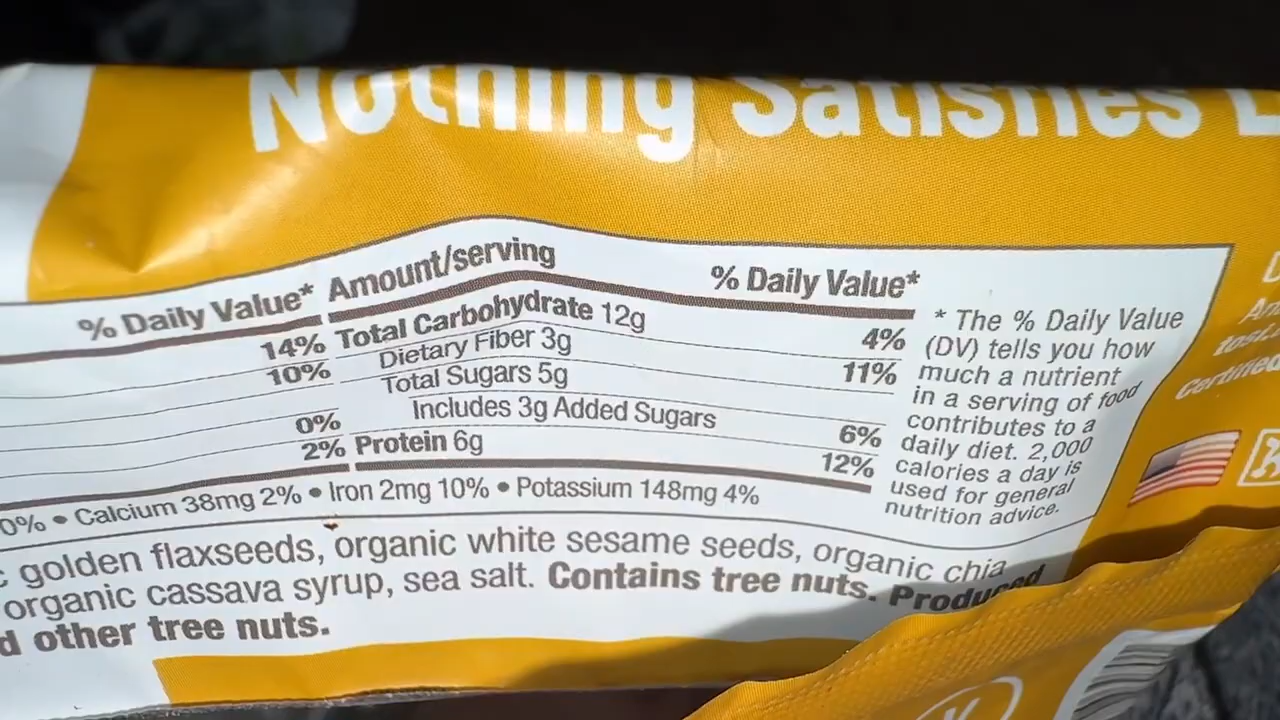 Nothing Satisfies L
% Daily Value* Amount/serving % Daily Value*
14% Total Carbohydrate 12g 4%
10% Dietary Fiber 3g 11%
Total Sugars 5g
0% Includes 3g Added Sugars 6%
2% Protein 6g 12%
0% • Calcium 38mg 2% • Iron 2mg 10% • Potassium 148mg 4%
* The % Daily Value
(DV) tells you how
much a nutrient
in a serving of food
contributes to a
daily diet. 2,000
calories a day is
used for general
nutrition advice.
golden flaxseeds, organic white sesame seeds, organic chia
organic cassava syrup, sea salt. Contains tree nuts. Produced
d other tree nuts.
Certified